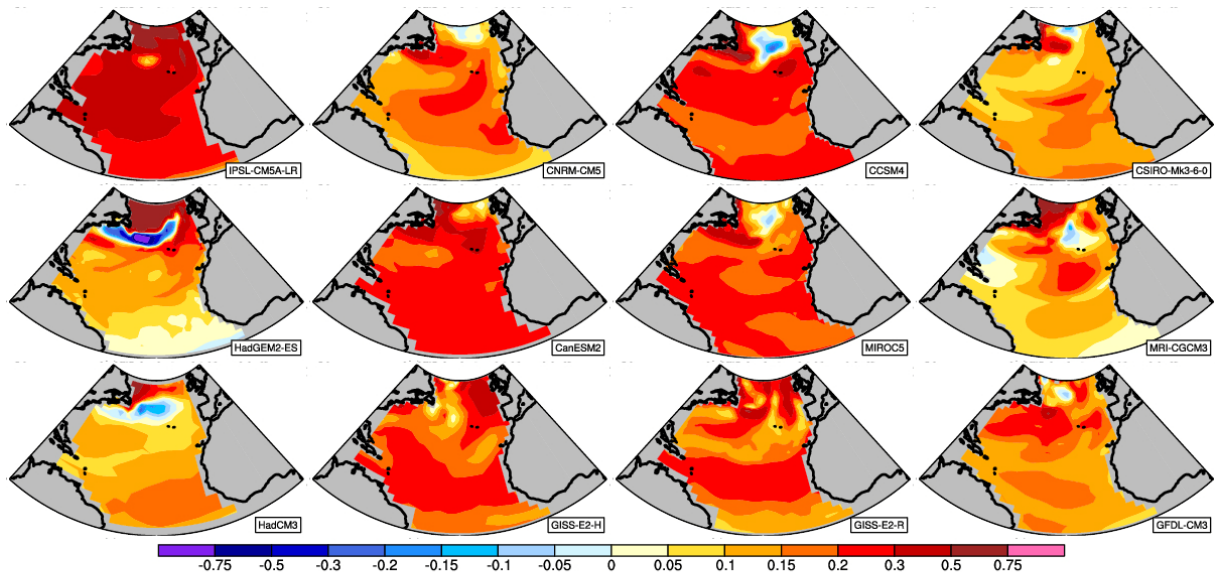 IPSL-CM5A-LR
CNRM-CM5
CCSM4
CSIRO-Mk3-6-0
HadGEM2-ES
CanESM2
MIROC5
MRI-CGCM3
HadCM3
GISS-E2-H
GISS-E2-R
GFDL-CM3
-0.75 -0.5 -0.3 -0.2 -0.15 -0.1 -0.05 0 0.05 0.1 0.15 0.2 0.3 0.5 0.75